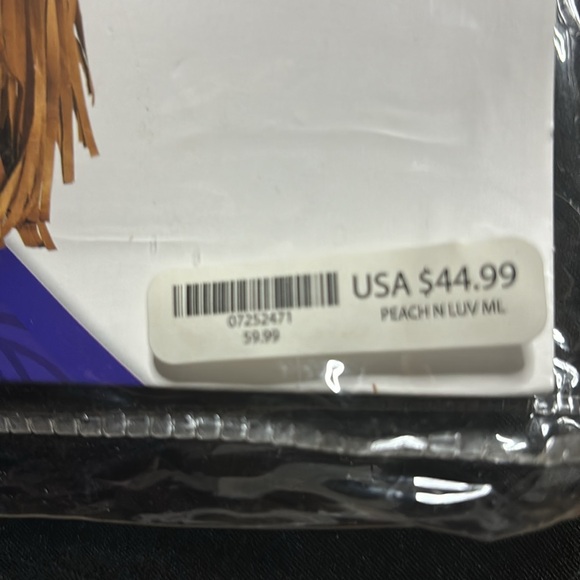 USA $44.99
PEACH N LUV ML
07252471
59.99